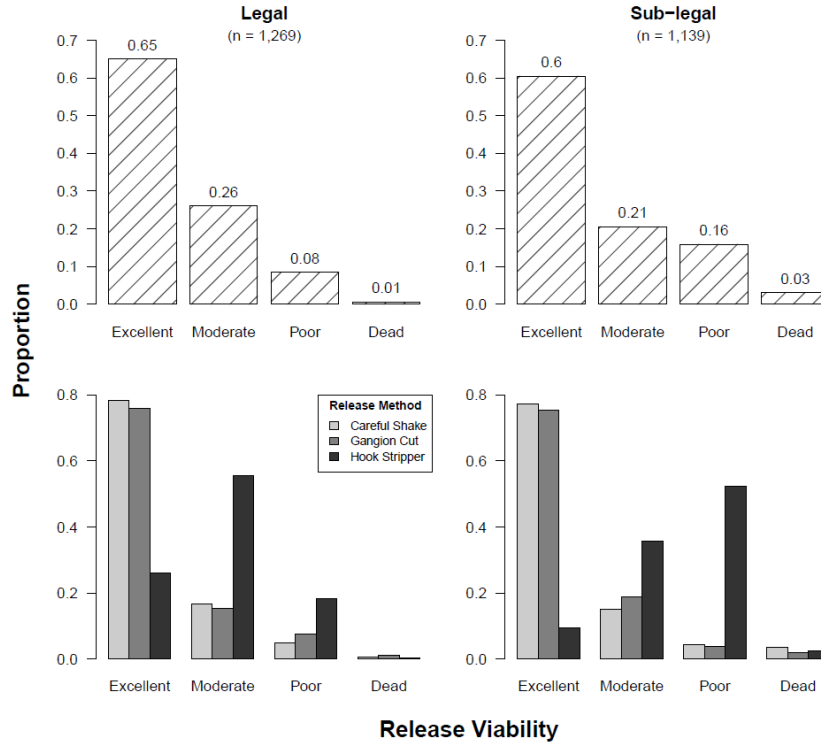 Legal
(n = 1,269)
0.7
0.6
0.5
0.4
0.3
0.2
0.1
0.0
0.65
0.26
0.08
0.01
Excellent Moderate Poor Dead
Sub−legal
(n = 1,139)
0.7
0.6
0.5
0.4
0.3
0.2
0.1
0.0
0.6
0.21
0.16
0.03
Excellent Moderate Poor Dead
Proportion
0.8
0.6
0.4
0.2
0.0
Release Method
Careful Shake
Gangion Cut
Hook Stripper
Excellent Moderate Poor Dead
0.8
0.6
0.4
0.2
0.0
Excellent Moderate Poor Dead
Release Viability